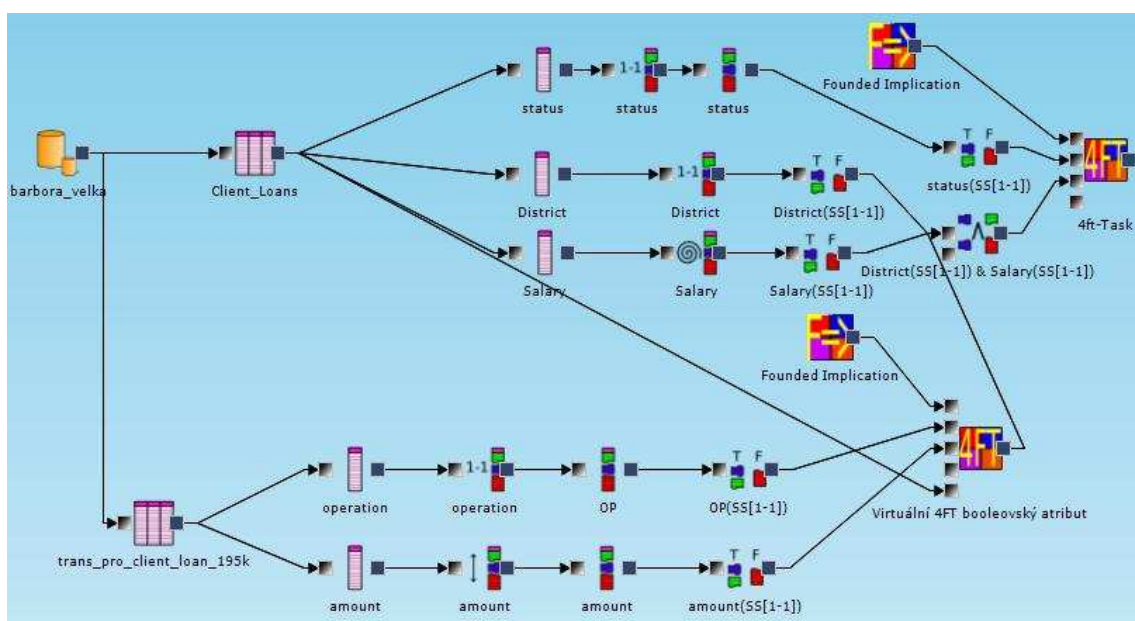 1-1
status
status
status
Founded Implication
T F
status(SS[1-1])
4FT
4ft-Task
barbora_velka
Client_Loans
1-1
T F
District
District
District(SS[1-1])
T F
Λ
Salary
Salary
Salary(SS[1-1])
District(SS[1-1]) & Salary(SS[1-1])
Founded Implication
4FT
Virtuální 4FT booleovský atribut
1-1
T F
operation
operation
OP
OP(SS[1-1])
trans_pro_client_loan_195k
T F
amount
amount
amount
amount(SS[1-1])